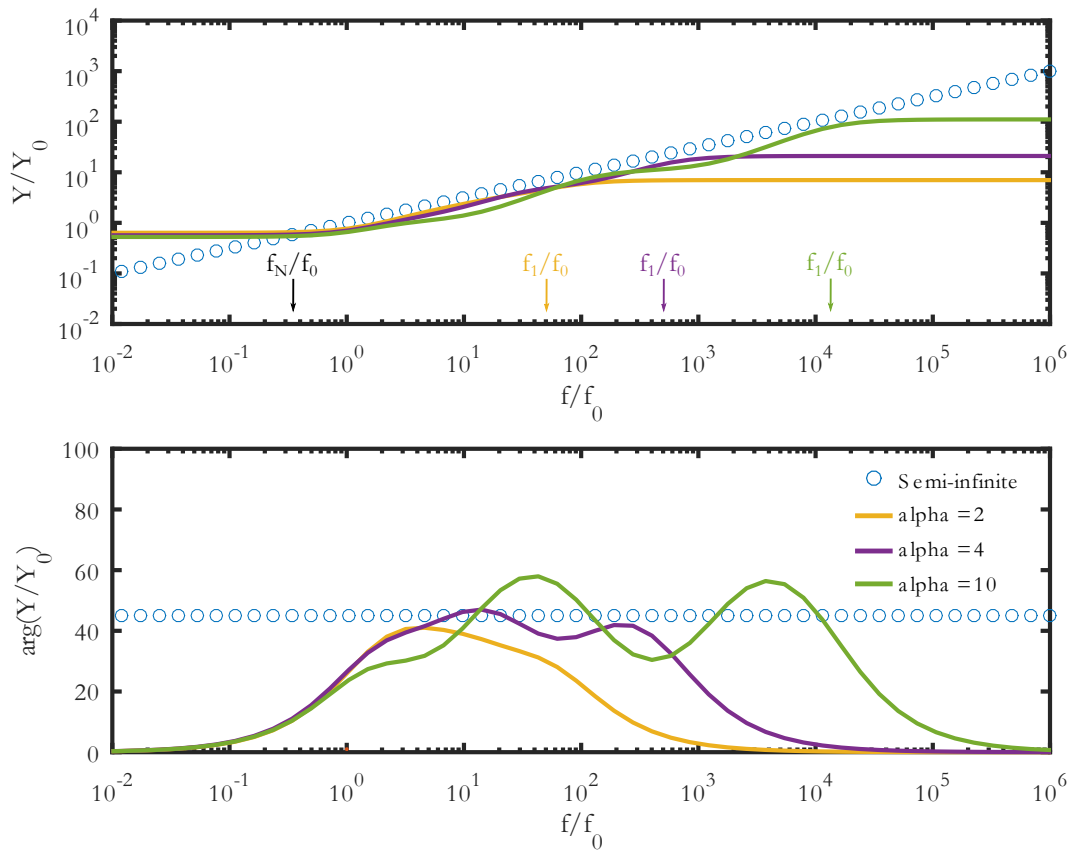 10^4
10^3
10^2
10^1
10^0
10^-1
10^-2
Y/Y_0
f_N/f_0
f_1/f_0
f_1/f_0
f_1/f_0
10^-2 10^-1 10^0 10^1 10^2 10^3 10^4 10^5 10^6
f/f_0
100
80
60
40
20
0
arg(Y/Y_0)
Semi-infinite
alpha =2
alpha =4
alpha =10
10^-2 10^-1 10^0 10^1 10^2 10^3 10^4 10^5 10^6
f/f_0